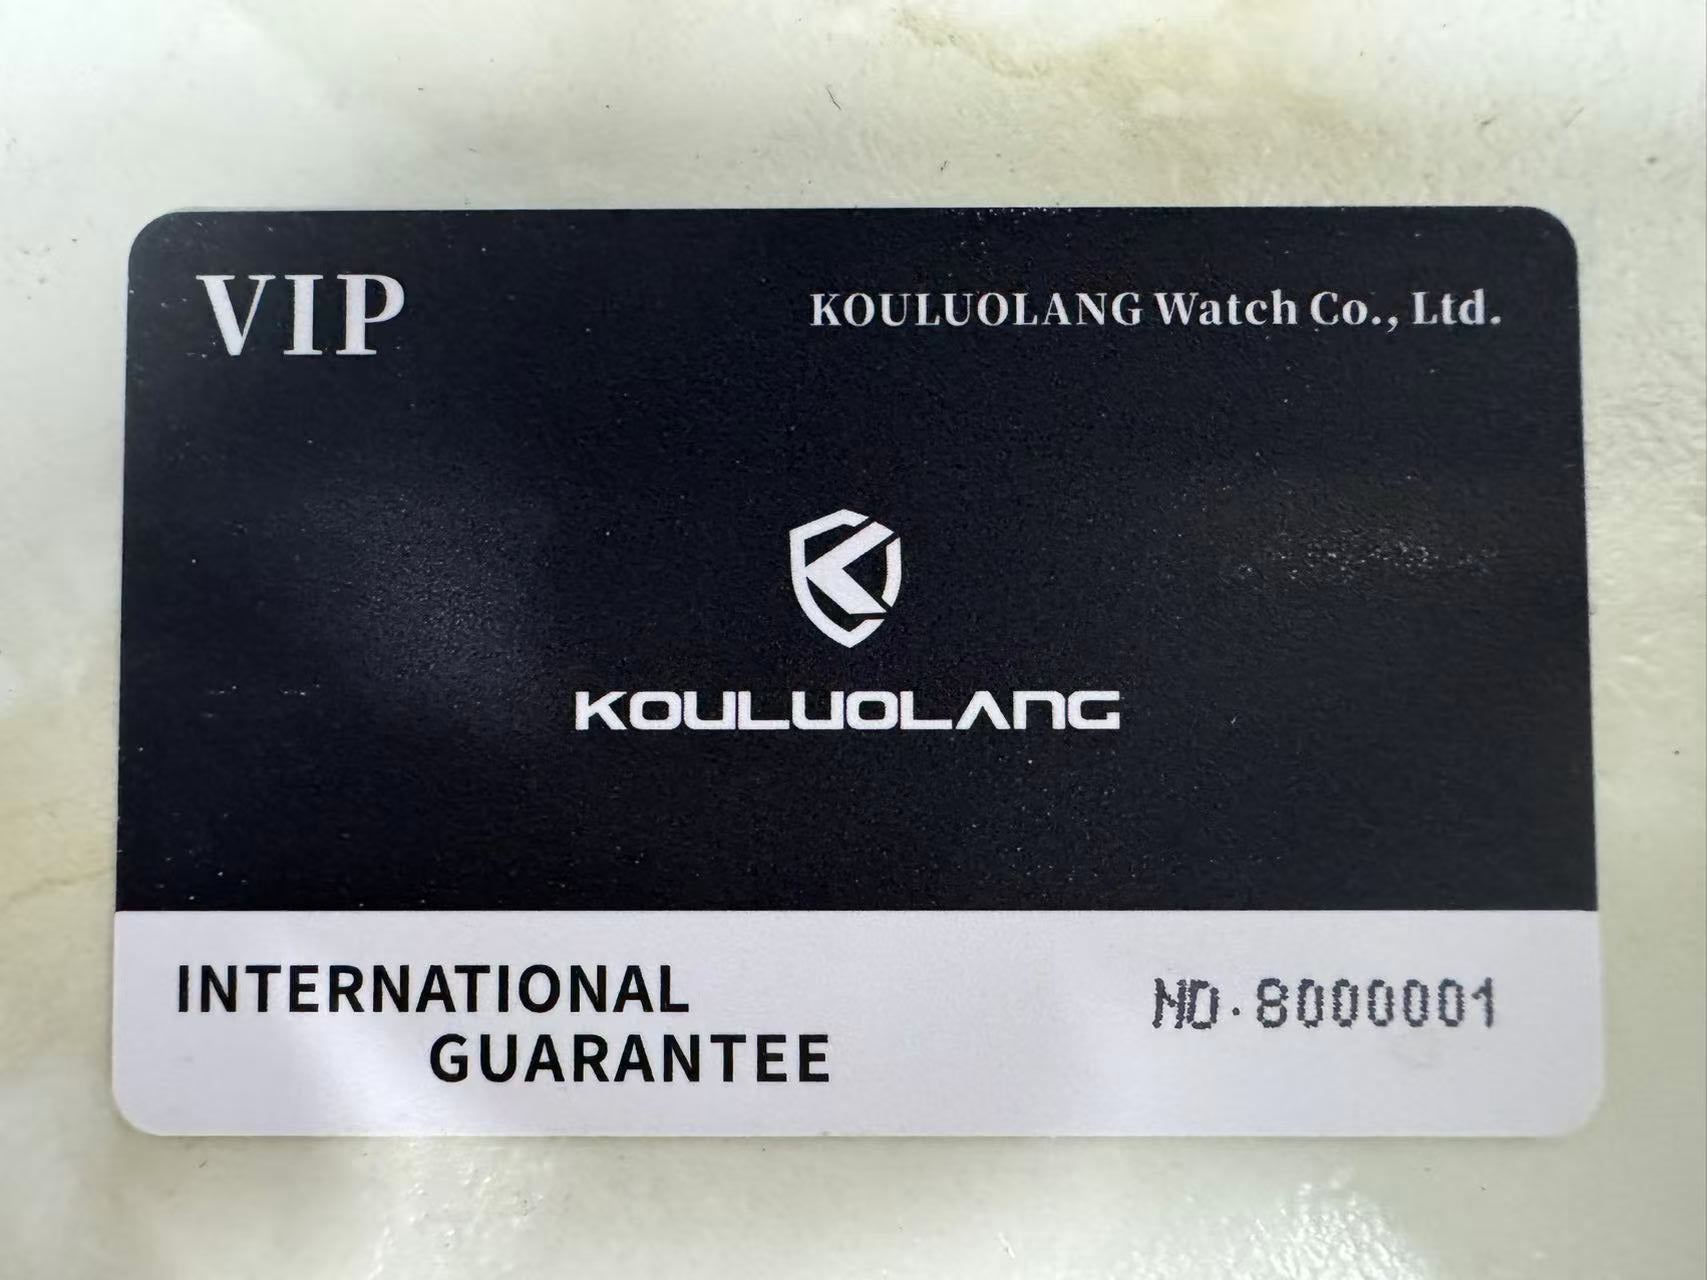 VIP
KOULUOLANG Watch Co., Ltd.
KOULUOLANG
INTERNATIONAL
GUARANTEE
NO.8000001